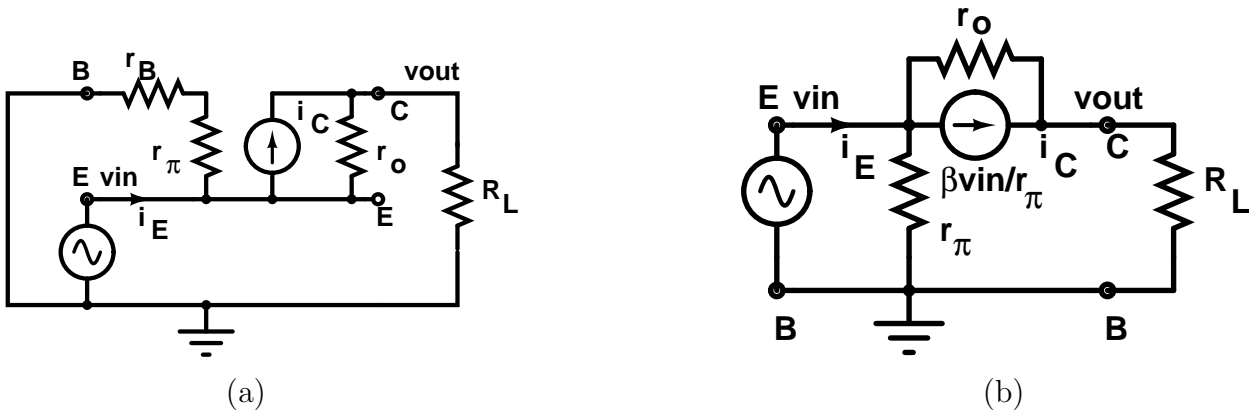 r_B
B
vout
i_C
C
r_π
r_o
E vin
i_E
E
R_L
(a)
r_o
E vin
vout
i_E
i_C
C
βvin/r_π
R_L
r_π
B
B
(b)